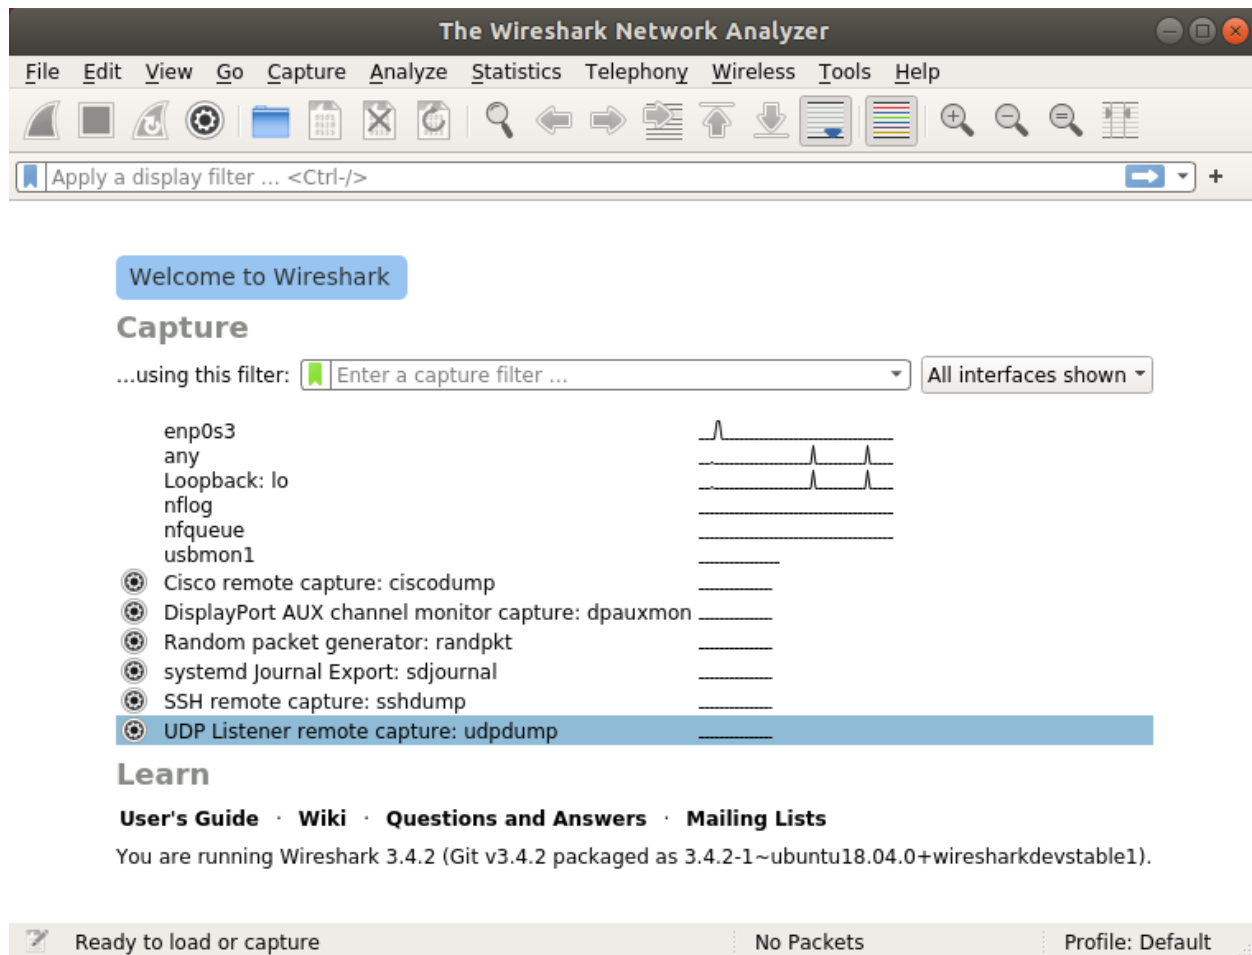 The Wireshark Network Analyzer
File Edit View Go Capture Analyze Statistics Telephony Wireless Tools Help
Apply a display filter ... <Ctrl-/>
+
Welcome to Wireshark
Capture
...using this filter: Enter a capture filter ... All interfaces shown
enp0s3
any
Loopback: lo
nflog
nfqueue
usbmon1
Cisco remote capture: ciscodump
DisplayPort AUX channel monitor capture: dpauxmon
Random packet generator: randpkt
systemd Journal Export: sdjournal
SSH remote capture: sshdump
UDP Listener remote capture: udpdump
Learn
User's Guide · Wiki · Questions and Answers · Mailing Lists
You are running Wireshark 3.4.2 (Git v3.4.2 packaged as 3.4.2-1~ubuntu18.04.0+wiresharkdevstable1).
Ready to load or capture No Packets Profile: Default